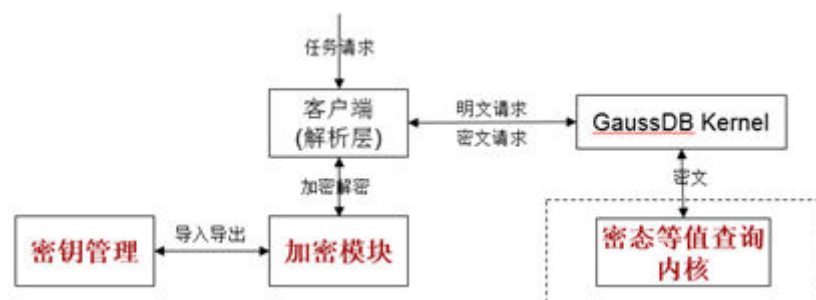 任务请求
客户端
(解析层)
明文请求
密文请求
GaussDB Kernel
加密解密
密文
密钥管理
导入导出
加密模块
密态等值查询
内核